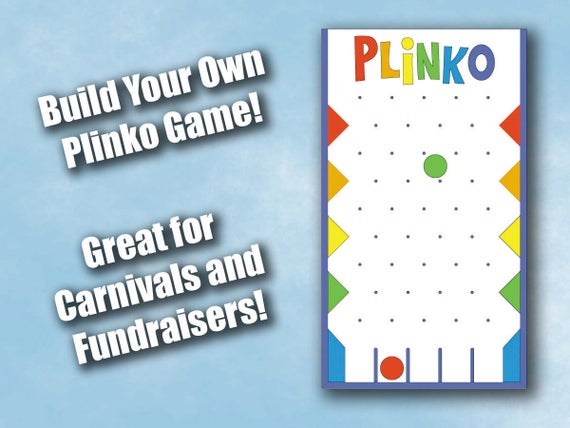 Build Your Own
Plinko Game!
Great for
Carnivals and
Fundraisers!
PLiNKO